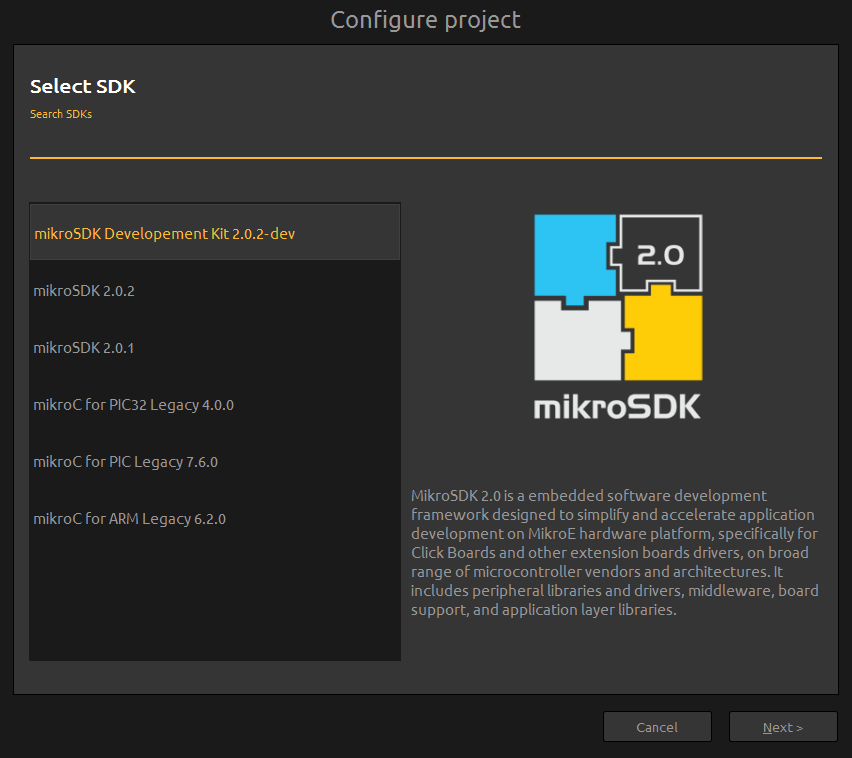 Configure project
Select SDK
Search SDKs
mikroSDK Developement Kit 2.0.2-dev
mikroSDK 2.0.2
mikroSDK 2.0.1
mikroC for PIC32 Legacy 4.0.0
mikroC for PIC Legacy 7.6.0
mikroC for ARM Legacy 6.2.0
2.0
mikroSDK
MikroSDK 2.0 is a embedded software development
framework designed to simplify and accelerate application
development on MikroE hardware platform, specifically for
Click Boards and other extension boards drivers, on broad
range of microcontroller vendors and architectures. It
includes peripheral libraries and drivers, middleware, board
support, and application layer libraries.
Cancel
Next >